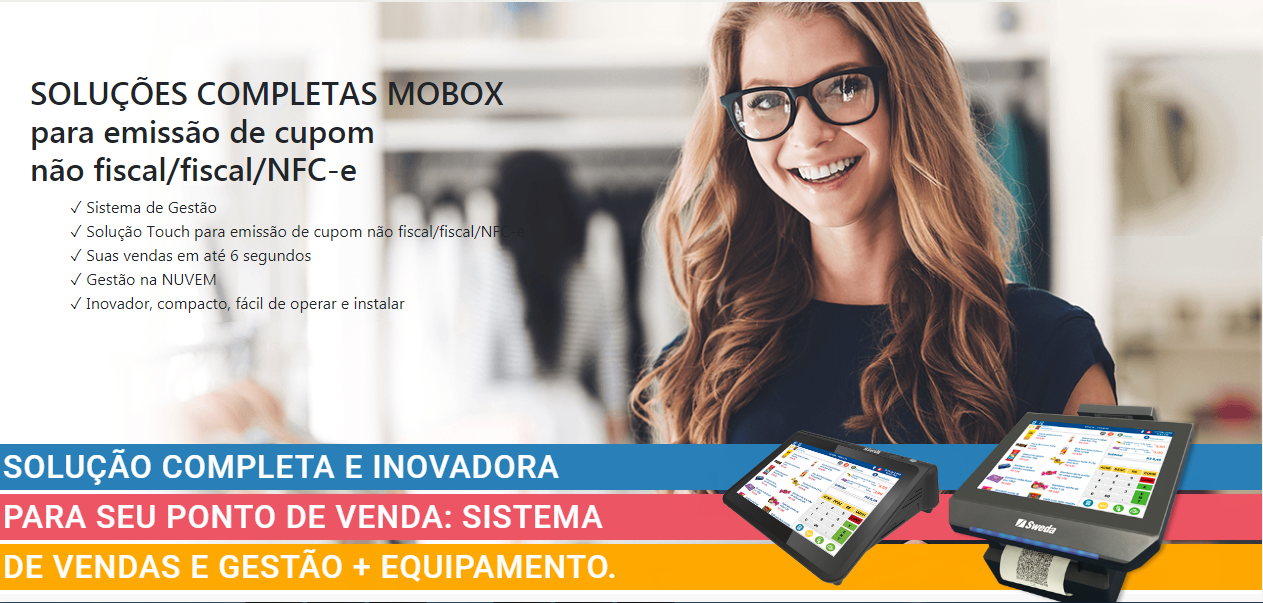 SOLUÇÕES COMPLETAS MOBOX
para emissão de cupom
não fiscal/fiscal/NFC-e
✓ Sistema de Gestão
✓ Solução Touch para emissão de cupom não fiscal/fiscal/NFC-e
✓ Suas vendas em até 6 segundos
✓ Gestão na NUVEM
✓ Inovador, compacto, fácil de operar e instalar
SOLUÇÃO COMPLETA E INOVADORA
PARA SEU PONTO DE VENDA: SISTEMA
DE VENDAS E GESTÃO + EQUIPAMENTO.
Sweda